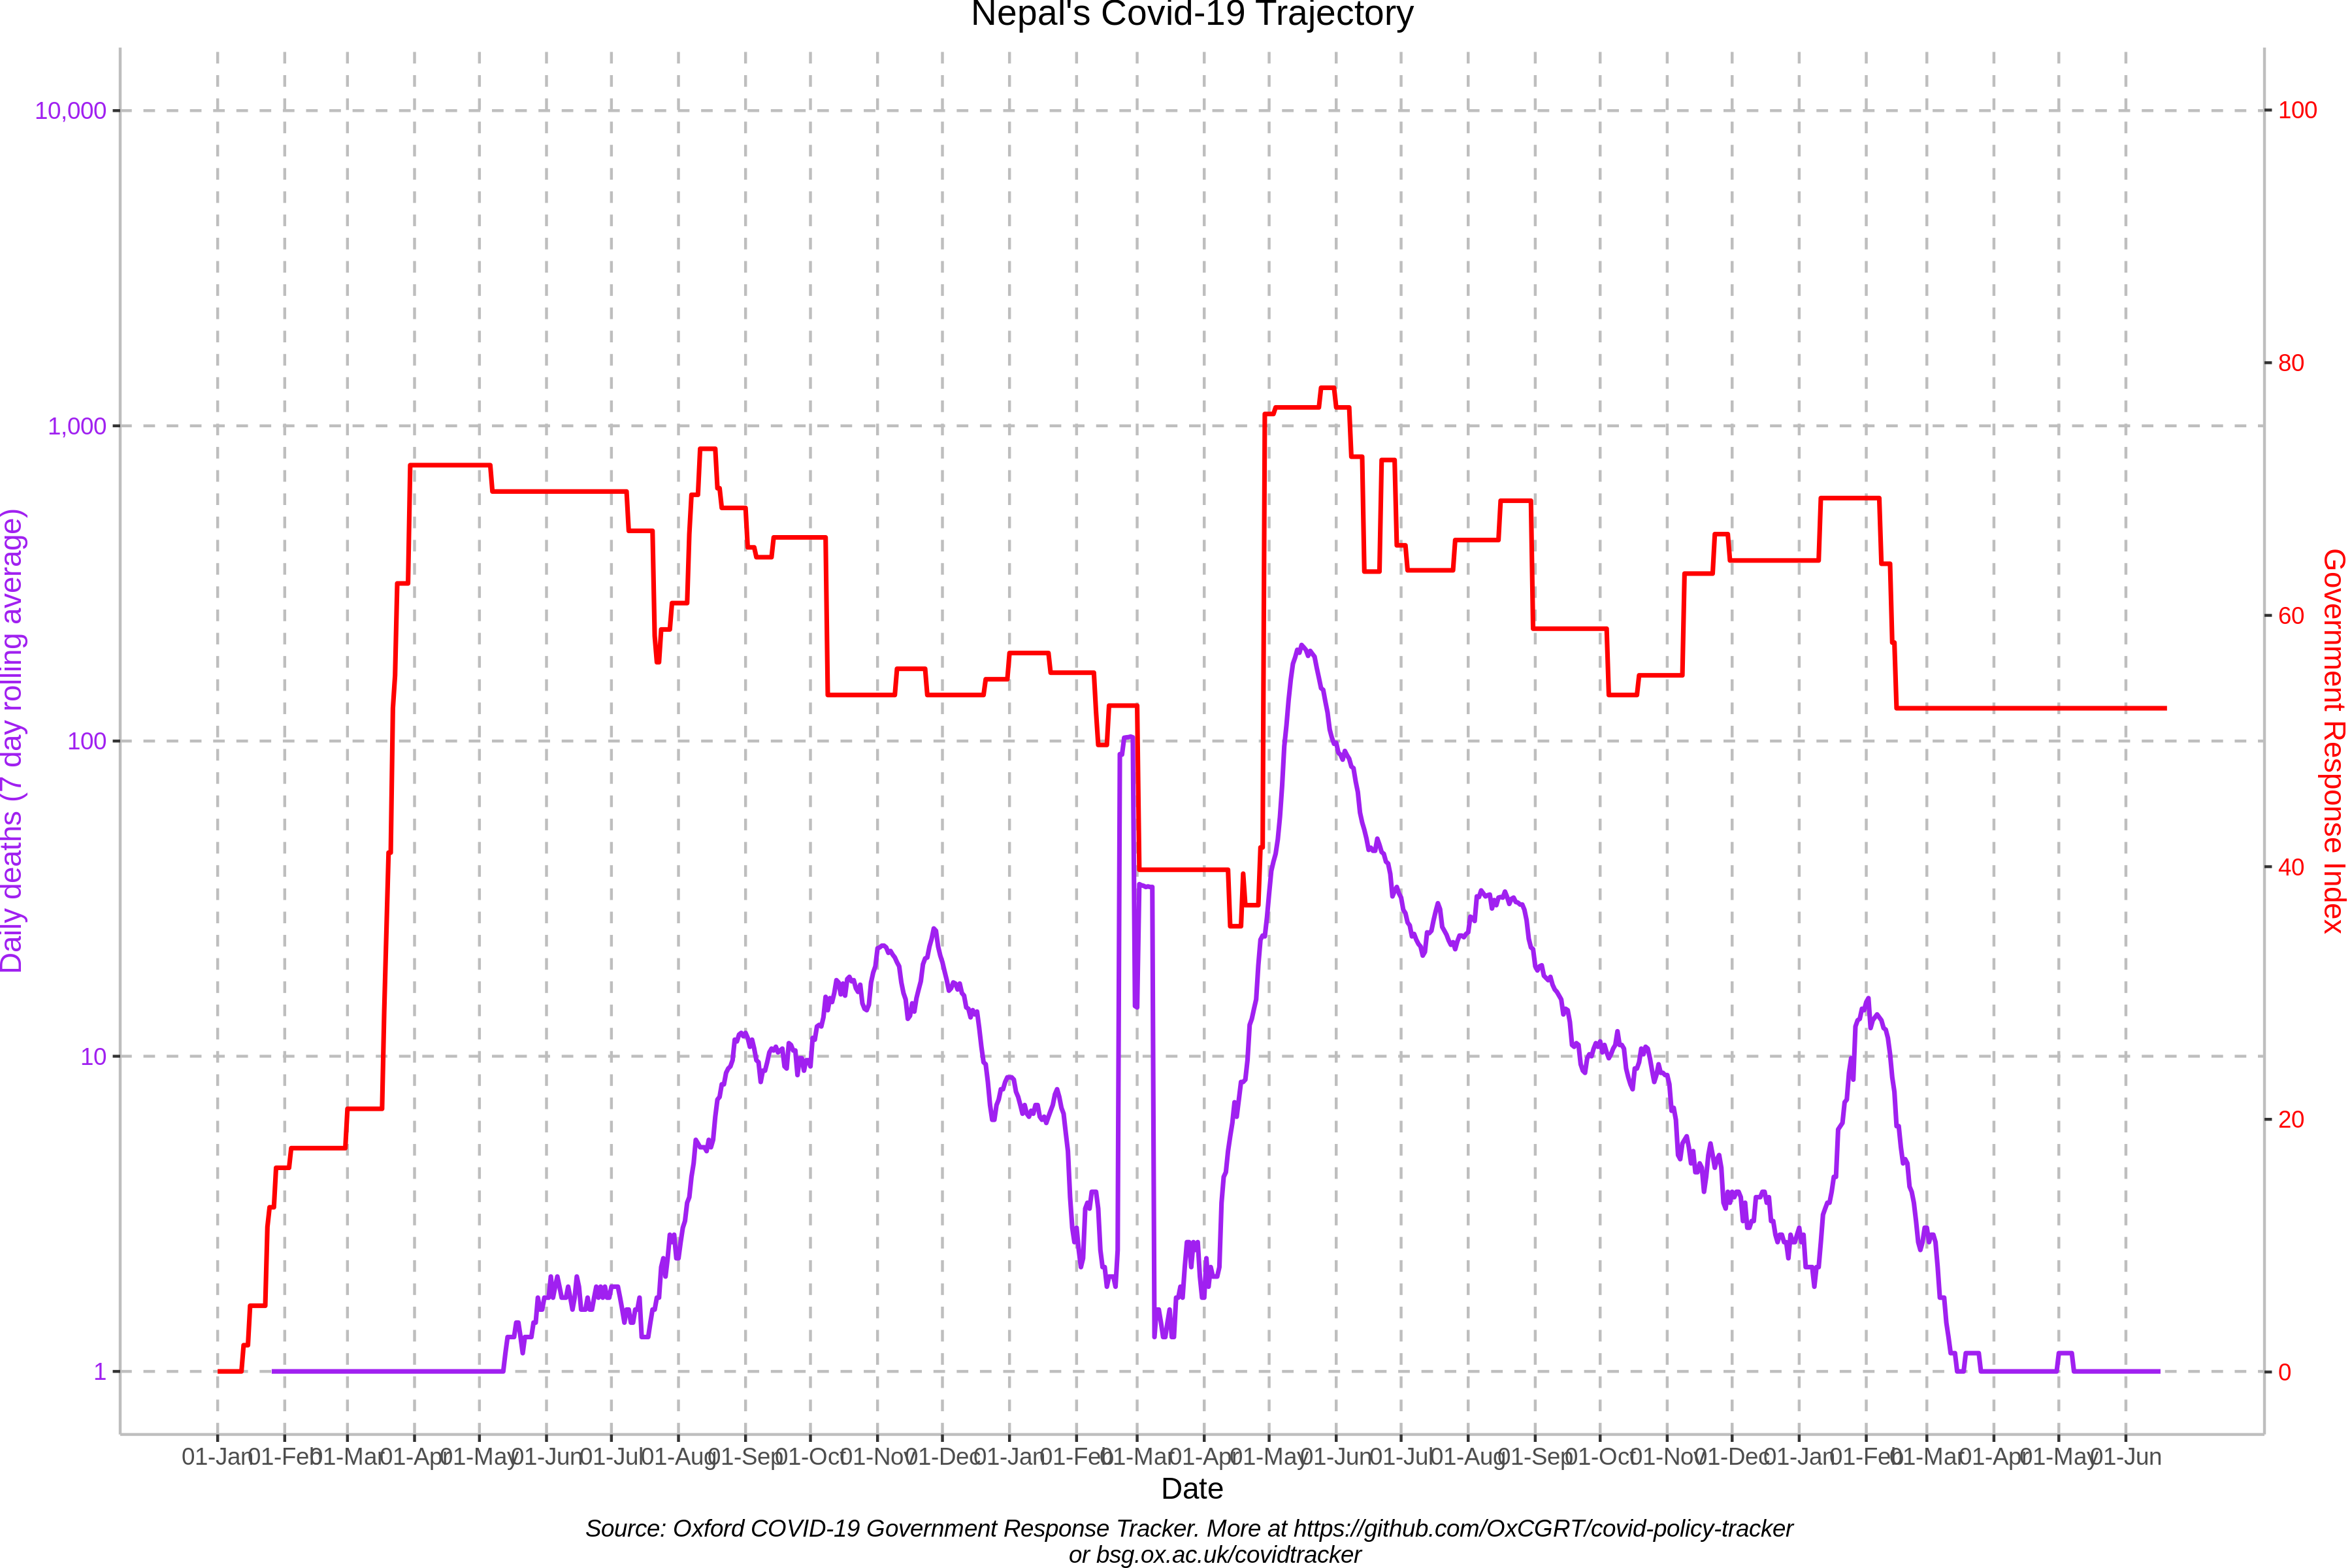 Nepal's Covid-19 Trajectory
10,000
1,000
100
10
1
Daily deaths (7 day rolling average)
100
80
60
40
20
0
Government Response Index
01-Jan 01-Feb 01-Mar 01-Apr 01-May 01-Jun 01-Jul 01-Aug 01-Sep 01-Oct 01-Nov 01-Dec 01-Jan 01-Feb 01-Mar 01-Apr 01-May 01-Jun 01-Jul 01-Aug 01-Sep 01-Oct 01-Nov 01-Dec 01-Jan 01-Feb 01-Mar 01-Apr 01-May 01-Jun
Date
Source: Oxford COVID-19 Government Response Tracker. More at https://github.com/OxCGRT/covid-policy-tracker
or bsg.ox.ac.uk/covidtracker